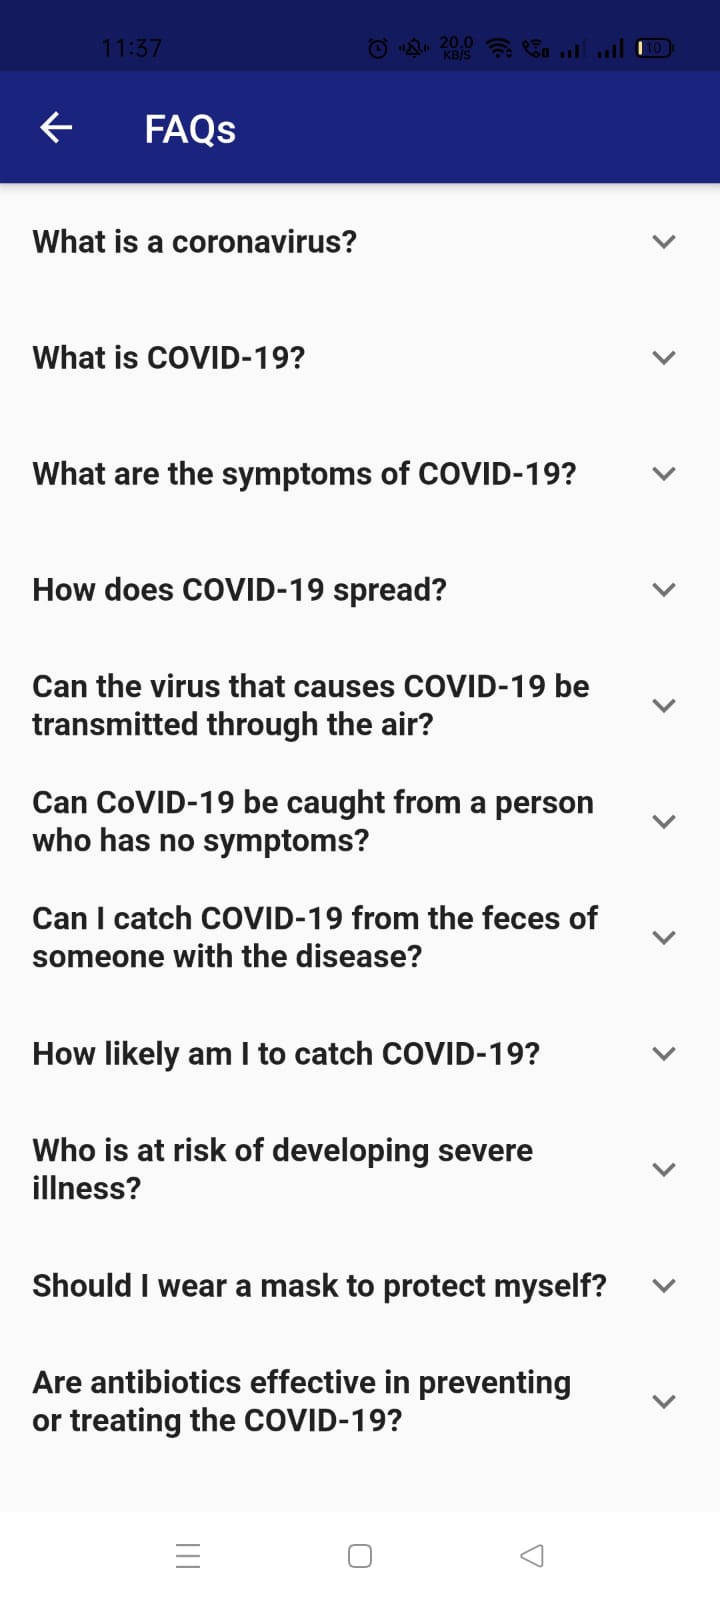 11:37
20.0
KB/S
10
FAQs
What is a coronavirus?
What is COVID-19?
What are the symptoms of COVID-19?
How does COVID-19 spread?
Can the virus that causes COVID-19 be
transmitted through the air?
Can CoVID-19 be caught from a person
who has no symptoms?
Can I catch COVID-19 from the feces of
someone with the disease?
How likely am I to catch COVID-19?
Who is at risk of developing severe
illness?
Should I wear a mask to protect myself?
Are antibiotics effective in preventing
or treating the COVID-19?